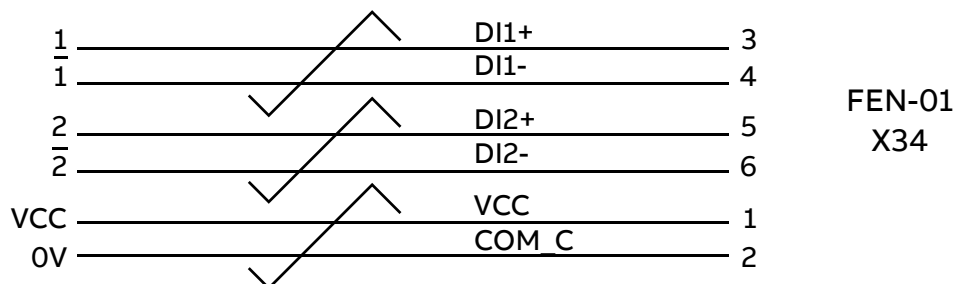 1 DI1+ 3
1̅ DI1- 4
FEN-01
2 DI2+ 5
X34
2̅ DI2- 6
VCC VCC 1
0V COM_C 2